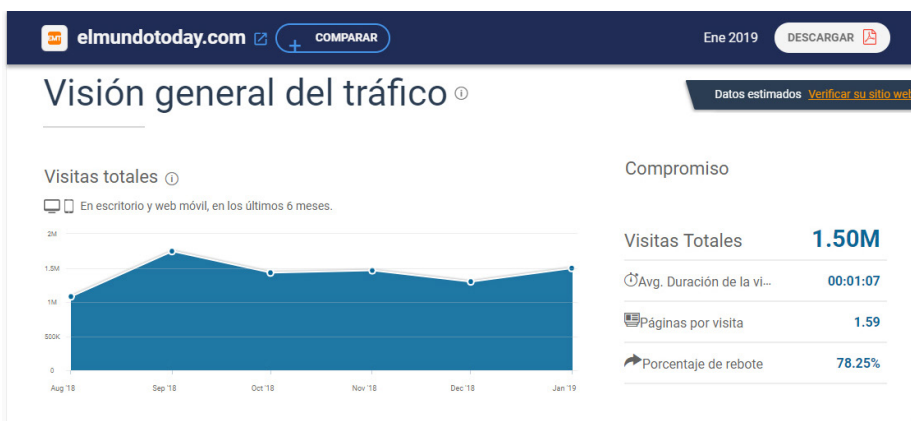 EMT elmundotoday.com + COMPARAR Ene 2019 DESCARGAR
Visión general del tráfico
Datos estimados Verificar su sitio web
Visitas totales
En escritorio y web móvil, en los últimos 6 meses.
2M
1.5M
1M
500K
0
Aug '18 Sep '18 Oct '18 Nov '18 Dec '18 Jan '19
Compromiso
Visitas Totales 1.50M
Avg. Duración de la vi... 00:01:07
Páginas por visita 1.59
Porcentaje de rebote 78.25%